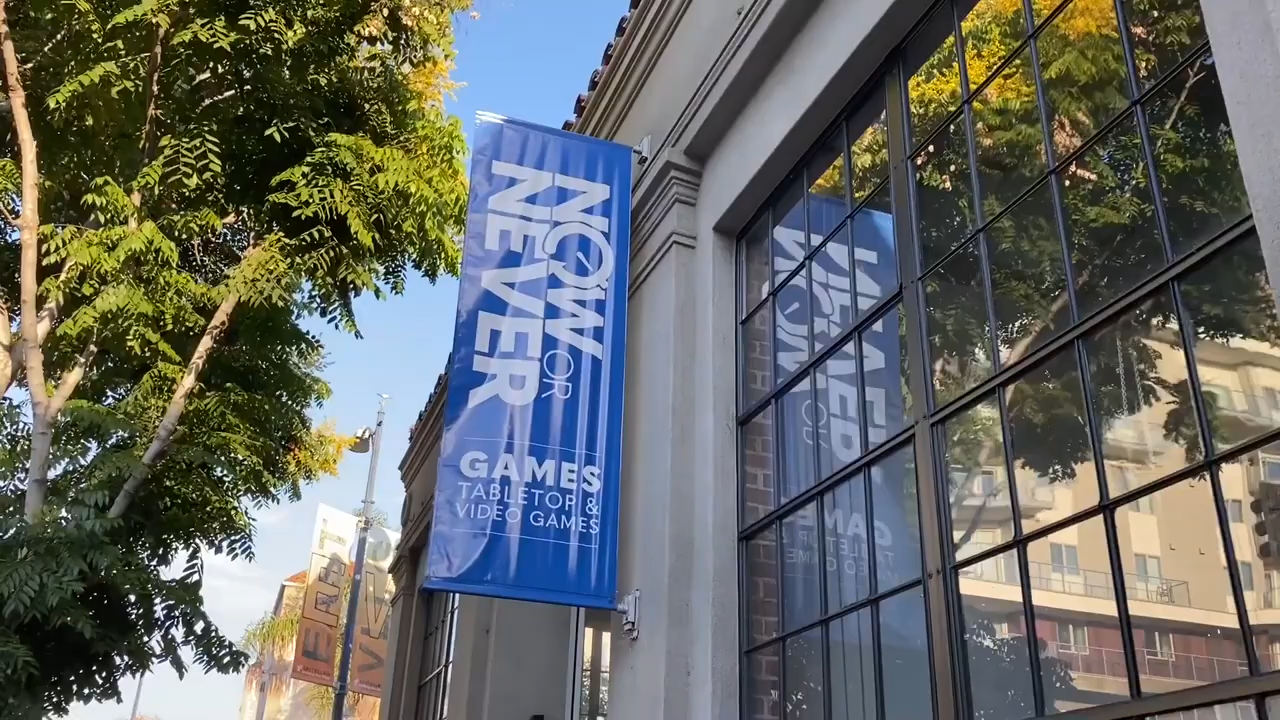 NOW
OR
NEVER
GAMES
TABLETOP &
VIDEO GAMES